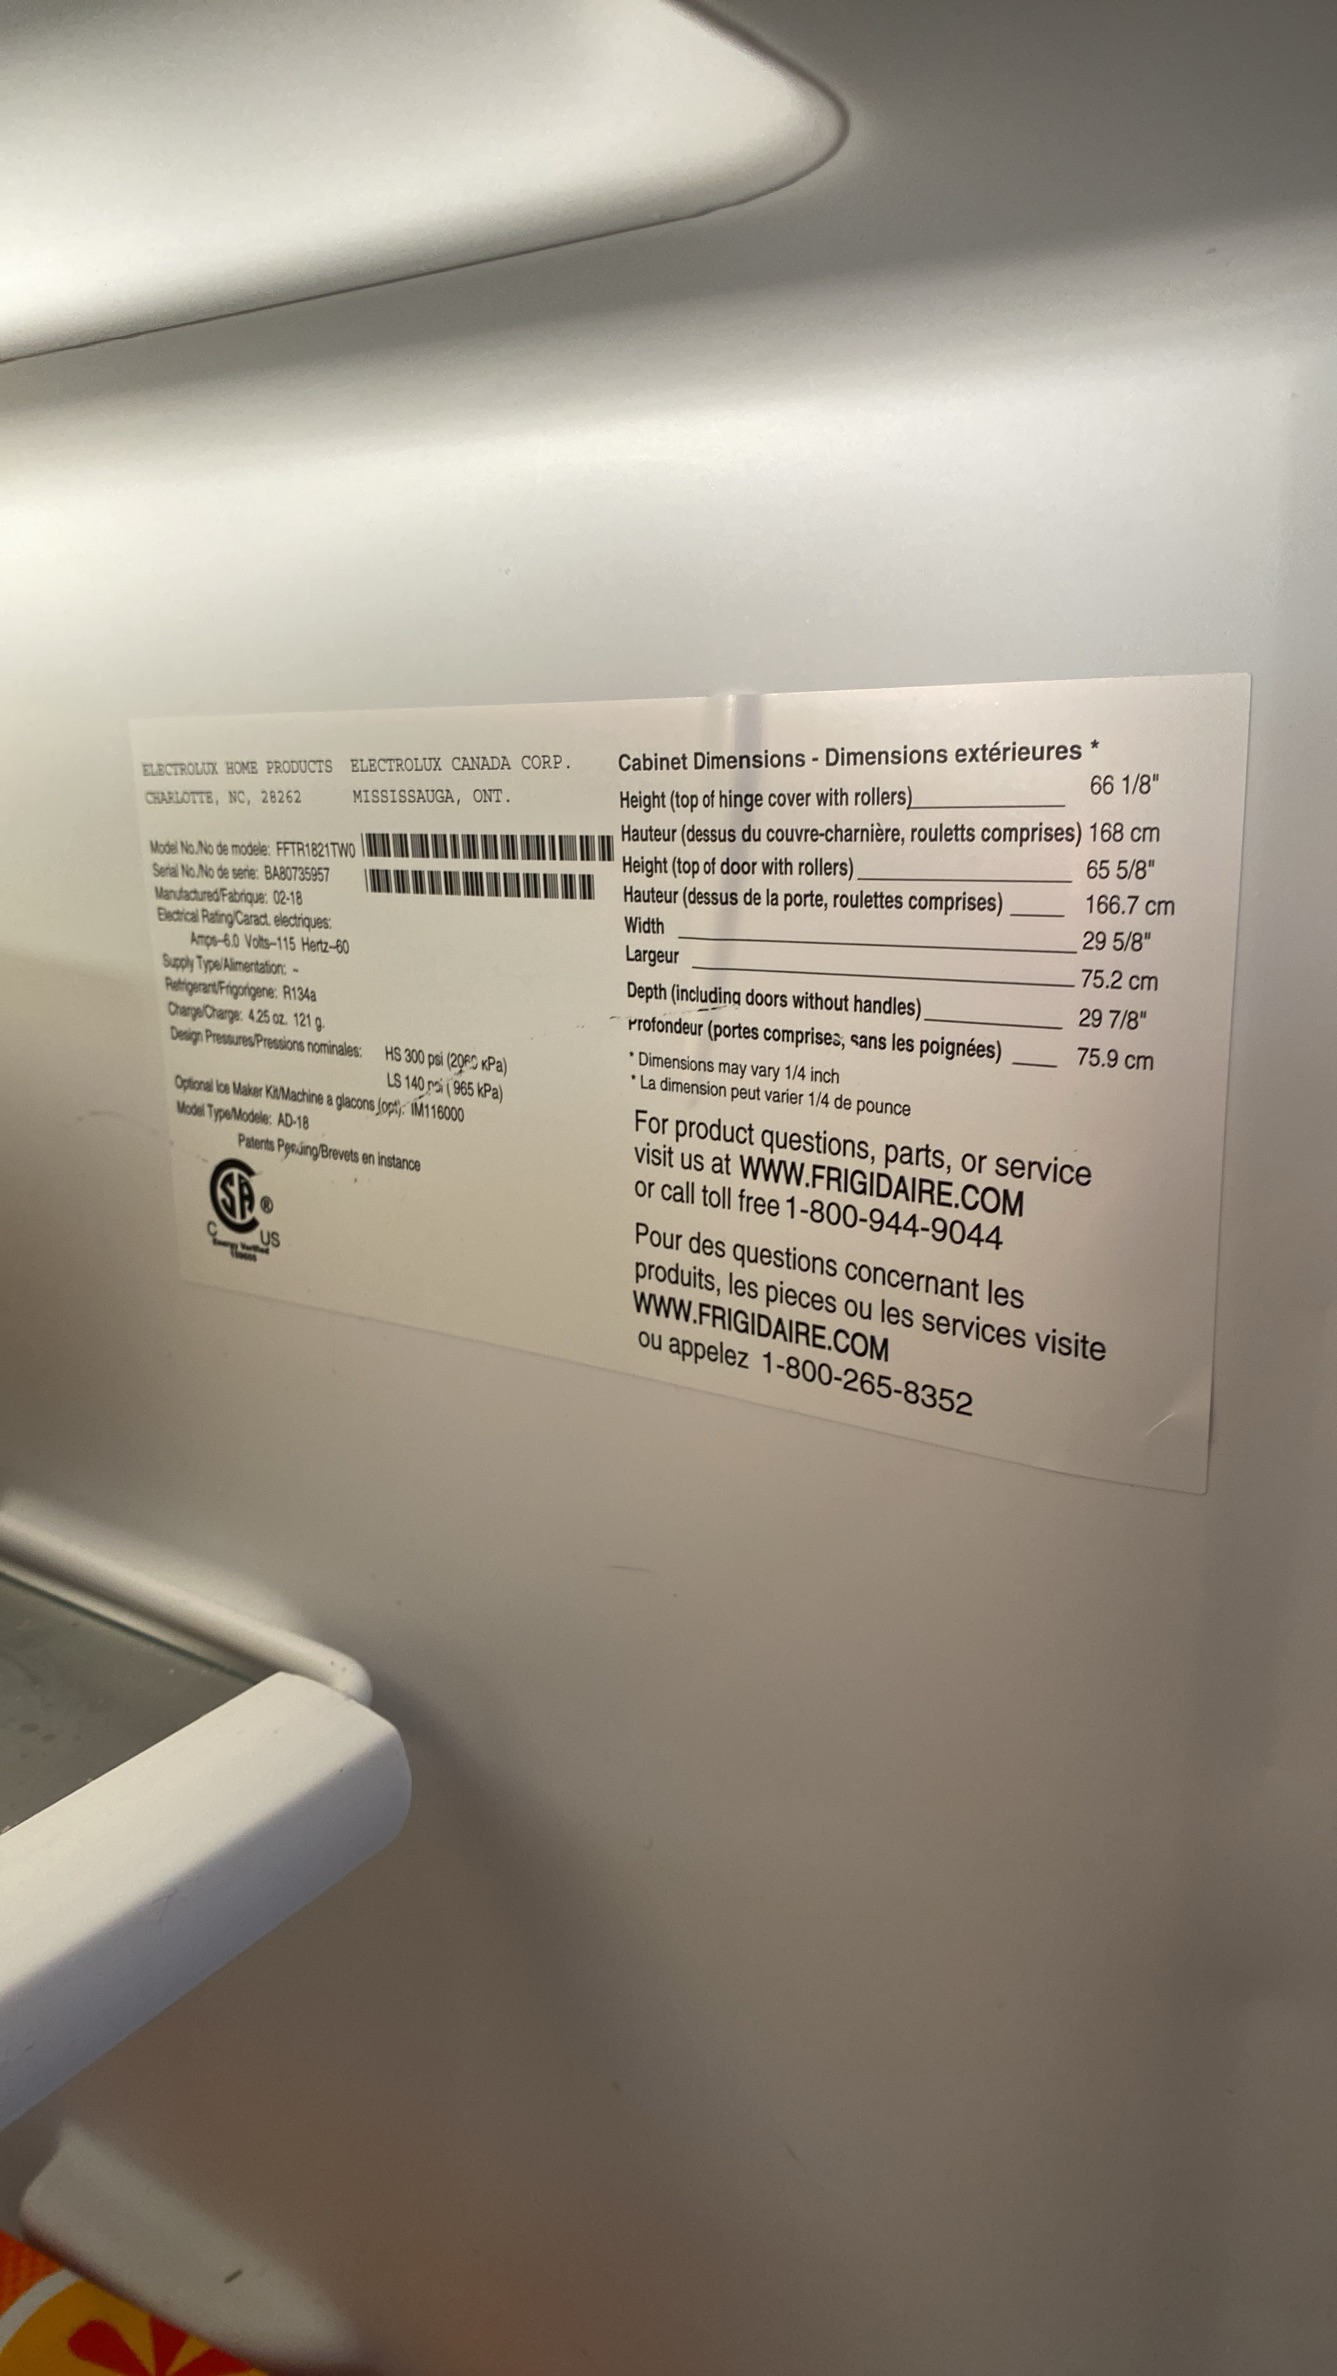 ELECTROLUX HOME PRODUCTS ELECTROLUX CANADA CORP.
CHARLOTTE, NC, 28262 MISSISSAUGA, ONT.
Model No./No de modele: FFTR1821TW0
Serial No./No de serie: BA80735957
Manufactured/Fabrique: 02-18
Electrical Rating/Caract. electriques:
Amps-6.0 Volts-115 Hertz-60
Supply Type/Alimentation: -
Refrigerant/Frigorigene: R134a
Charge/Charge: 4.25 oz. 121 g.
Design Pressures/Pressions nominales: HS 300 psi (2069 kPa)
LS 140 psi ( 965 kPa)
Optional Ice Maker Kit/Machine a glacons (opt): IM116000
Model Type/Modele: AD-18
Patents Pending/Brevets en instance
SA ®
C US
Energy Verified
Cabinet Dimensions - Dimensions extérieures *
Height (top of hinge cover with rollers) 66 1/8"
Hauteur (dessus du couvre-charnière, rouletts comprises) 168 cm
Height (top of door with rollers) 65 5/8"
Hauteur (dessus de la porte, roulettes comprises) 166.7 cm
Width 29 5/8"
Largeur 75.2 cm
Depth (including doors without handles) 29 7/8"
Profondeur (portes comprises, sans les poignées) 75.9 cm
* Dimensions may vary 1/4 inch
* La dimension peut varier 1/4 de pounce
For product questions, parts, or service
visit us at WWW.FRIGIDAIRE.COM
or call toll free 1-800-944-9044
Pour des questions concernant les
produits, les pieces ou les services visite
WWW.FRIGIDAIRE.COM
ou appelez 1-800-265-8352